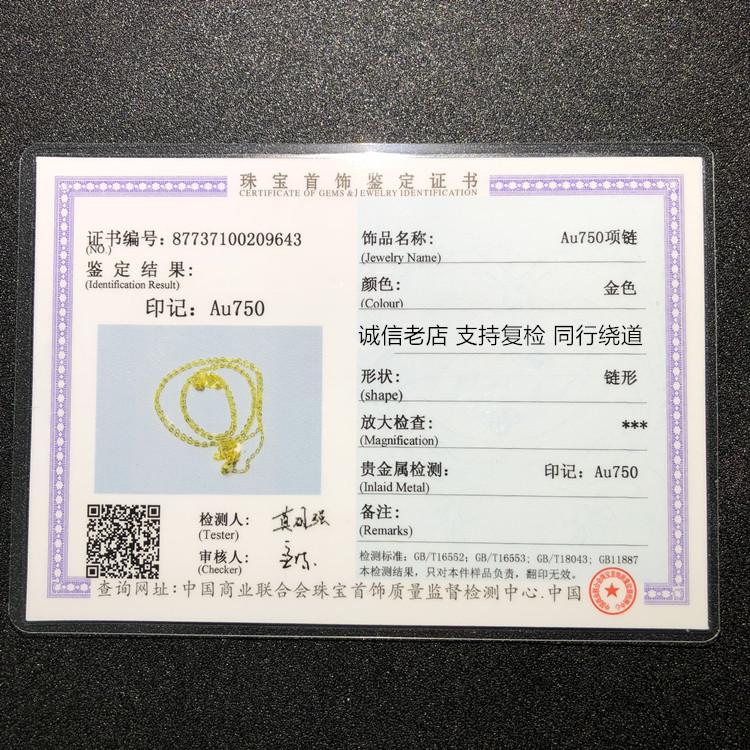 珠宝首饰鉴定证书
CERTIFICATE OF GEMS & JEWELRY IDENTIFICATION
证书编号: 87737100209643
(NO.)
鉴定结果:
(Identification Result)
印记: Au750
检测人:
(Tester)
审核人:
(Checker)
饰品名称: Au750项链
(Jewelry Name)
颜色: 金色
(Colour)
诚信老店 支持复检 同行绕道
形状: 链形
(shape)
放大检查: ***
(Magnification)
贵金属检测: 印记: Au750
(Inlaid Metal)
备注:
(Remarks)
检测标准: GB/T16552; GB/T16553; GB/T18043; GB11887
本检测结果, 只对本件样品负责, 翻印无效。
查询网址: 中国商业联合会珠宝首饰质量监督检测中心.中国